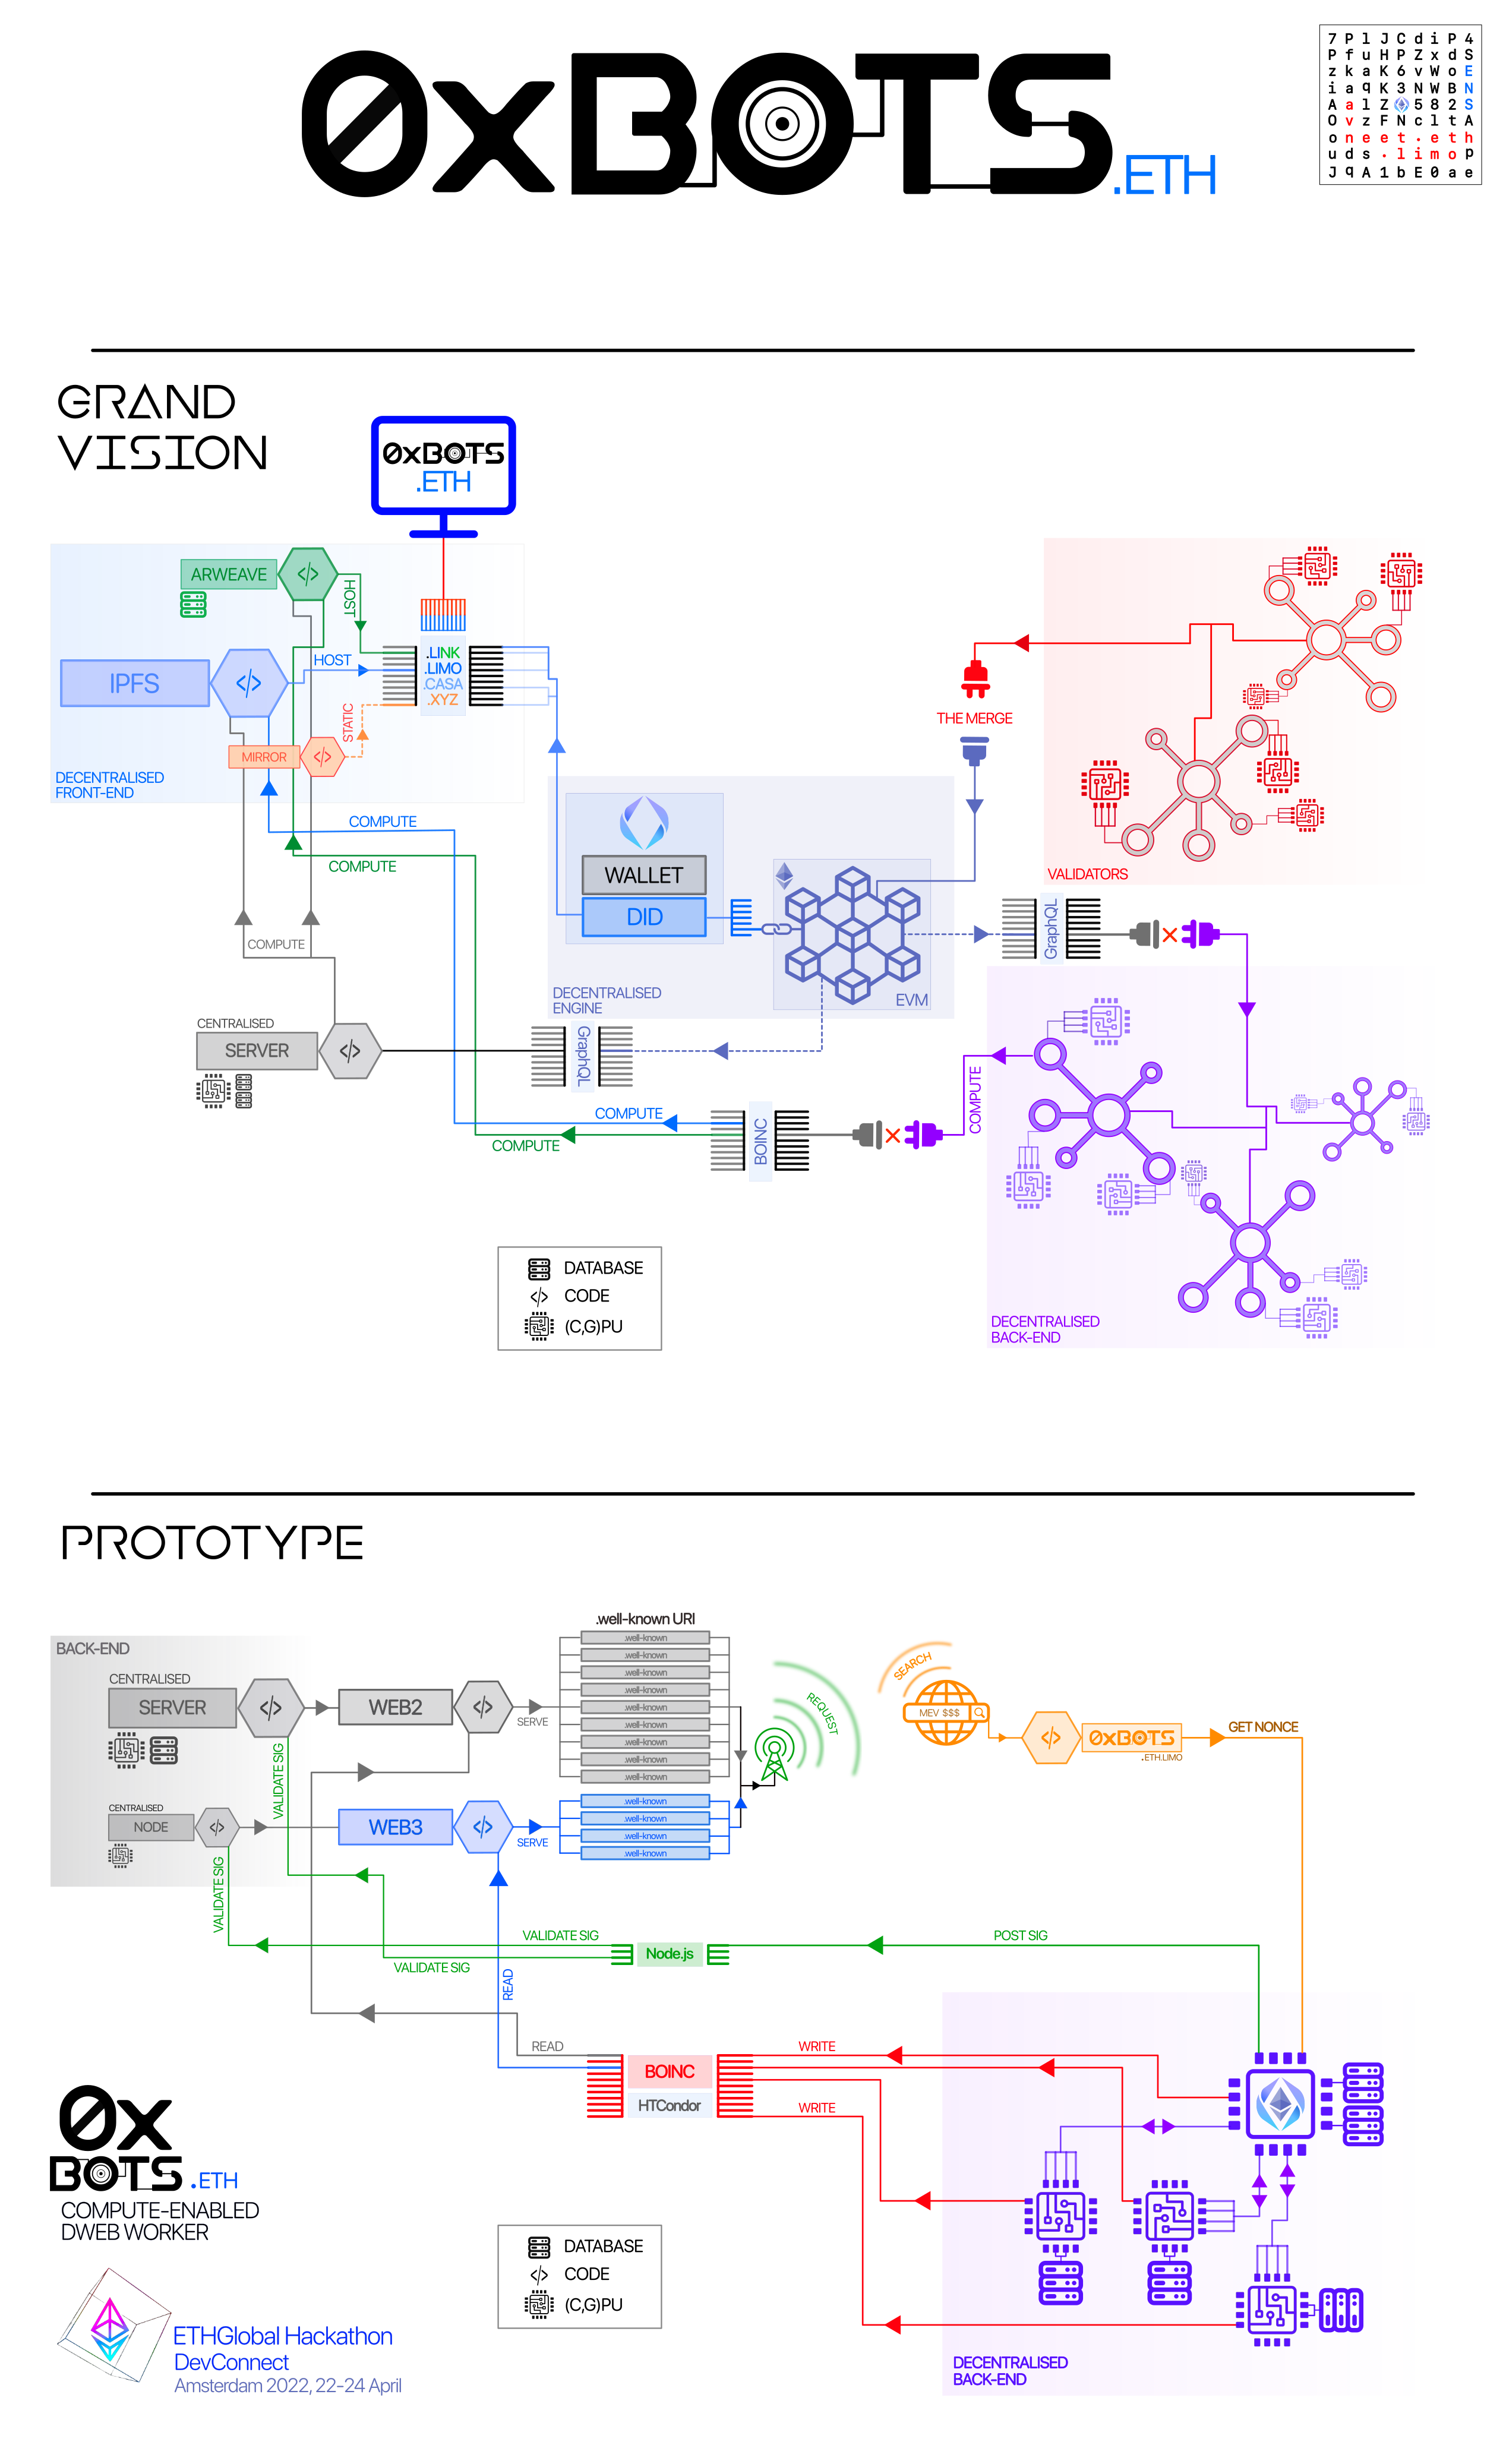 0xBOTS
.ETH
7 P l J C d i P 4
P f u H P Z x d S
z k a K 6 v W o E
i a q K 3 N W B N
A a l Z 5 8 2 S
O v z F N c l t A
o n e e t . e t h
u d s . l i m o P
J q A 1 b E 0 a e
GRAND
VISION
0xBOTS
.ETH
ARWEAVE
HOST
IPFS
HOST
.LINK
.LIMO
.CASA
.XYZ
STATIC
MIRROR
DECENTRALISED
FRONT-END
THE MERGE
VALIDATORS
COMPUTE
COMPUTE
WALLET
DID
DECENTRALISED
ENGINE
EVM
GraphQL
COMPUTE
CENTRALISED
SERVER
GraphQL
COMPUTE
COMPUTE
BOINC
COMPUTE
DECENTRALISED
BACK-END
DATABASE
CODE
(C,G)PU
PROTOTYPE
BACK-END
CENTRALISED
SERVER
WEB2
SERVE
.well-known URI
.well-known
.well-known
.well-known
.well-known
.well-known
.well-known
.well-known
.well-known
.well-known
REQUEST
SEARCH
MEV $$$
0xBOTS
.ETH.LIMO
GET NONCE
VALIDATE SIG
CENTRALISED
NODE
WEB3
SERVE
.well-known
.well-known
.well-known
.well-known
VALIDATE SIG
VALIDATE SIG
VALIDATE SIG
Node.js
POST SIG
READ
READ
BOINC
HTCondor
WRITE
WRITE
DECENTRALISED
BACK-END
0x
BOTS
.ETH
COMPUTE-ENABLED
DWEB WORKER
DATABASE
CODE
(C,G)PU
ETHGlobal Hackathon
DevConnect
Amsterdam 2022, 22-24 April